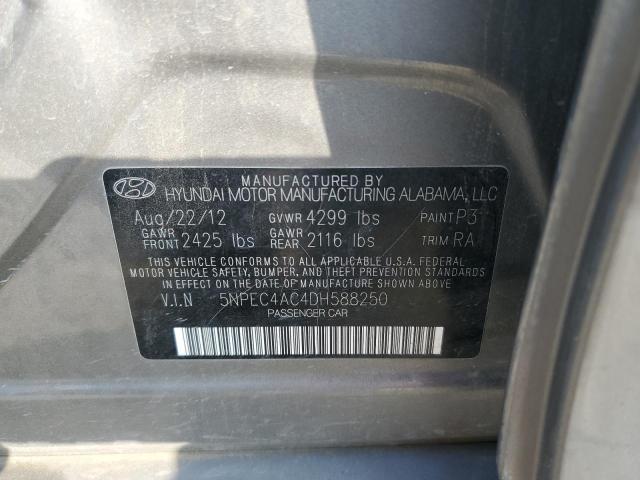 MANUFACTURED BY
HYUNDAI MOTOR MANUFACTURING ALABAMA, LLC
Aug/22/12 GVWR 4299 lbs PAINT P3
GAWR FRONT 2425 lbs GAWR REAR 2116 lbs TRIM RA
THIS VEHICLE CONFORMS TO ALL APPLICABLE U.S.A. FEDERAL
MOTOR VEHICLE SAFETY, BUMPER, AND THEFT PREVENTION STANDARDS
IN EFFECT ON THE DATE OF MANUFACTURE SHOWN ABOVE.
V.I.N 5NPEC4AC4DH588250
PASSENGER CAR